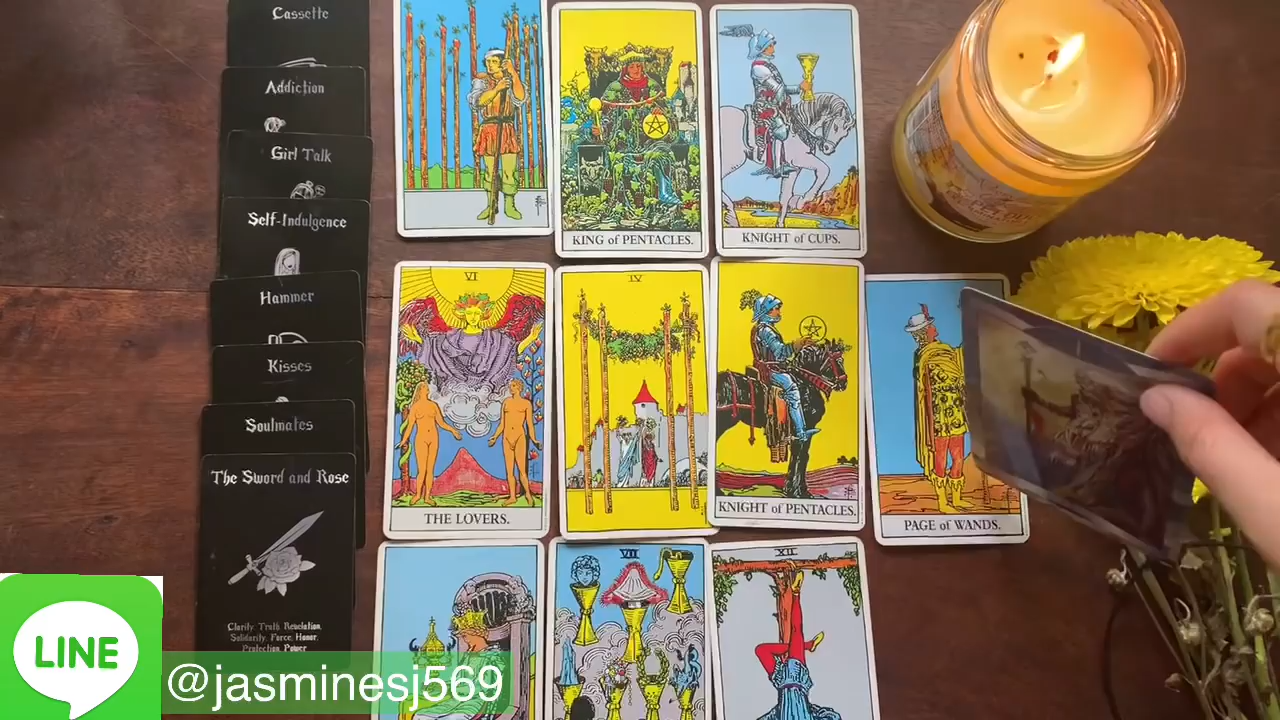 Cassette
Addiction
Girl Talk
Self-Indulgence
Hammer
Kisses
Soulmates
The Sword and Rose
Clarity, Truth, Revelation,
Solidarity, Force, Honor,
Protection, Power
KING of PENTACLES.
KNIGHT of CUPS.
VI
THE LOVERS.
IV
KNIGHT of PENTACLES.
PAGE of WANDS.
VII
XII
LINE
@jasminesj569